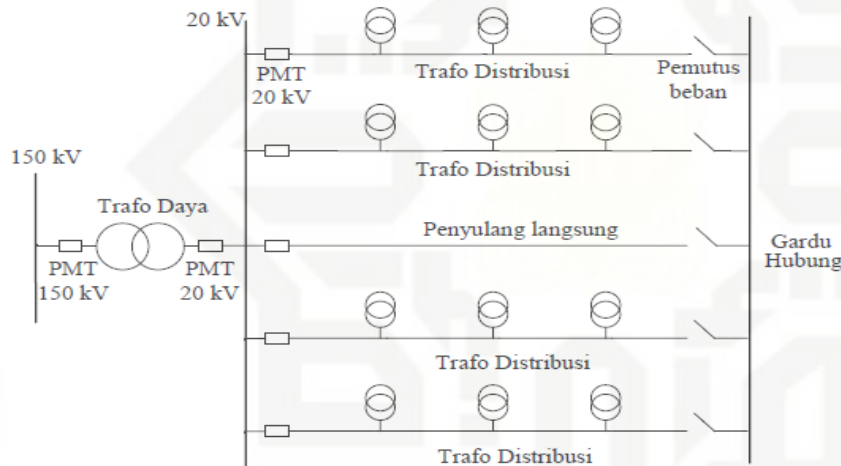 20 kV
PMT
20 kV
Trafo Distribusi
Pemutus
beban
Trafo Distribusi
150 kV
Trafo Daya
PMT
150 kV
PMT
20 kV
Penyulang langsung
Gardu
Hubung
Trafo Distribusi
Trafo Distribusi